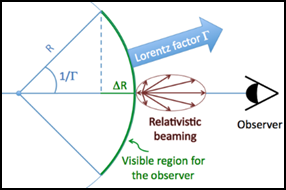 Lorentz factor Γ
R
1/Γ
ΔR
Relativistic
beaming
Observer
Visible region for
the observer